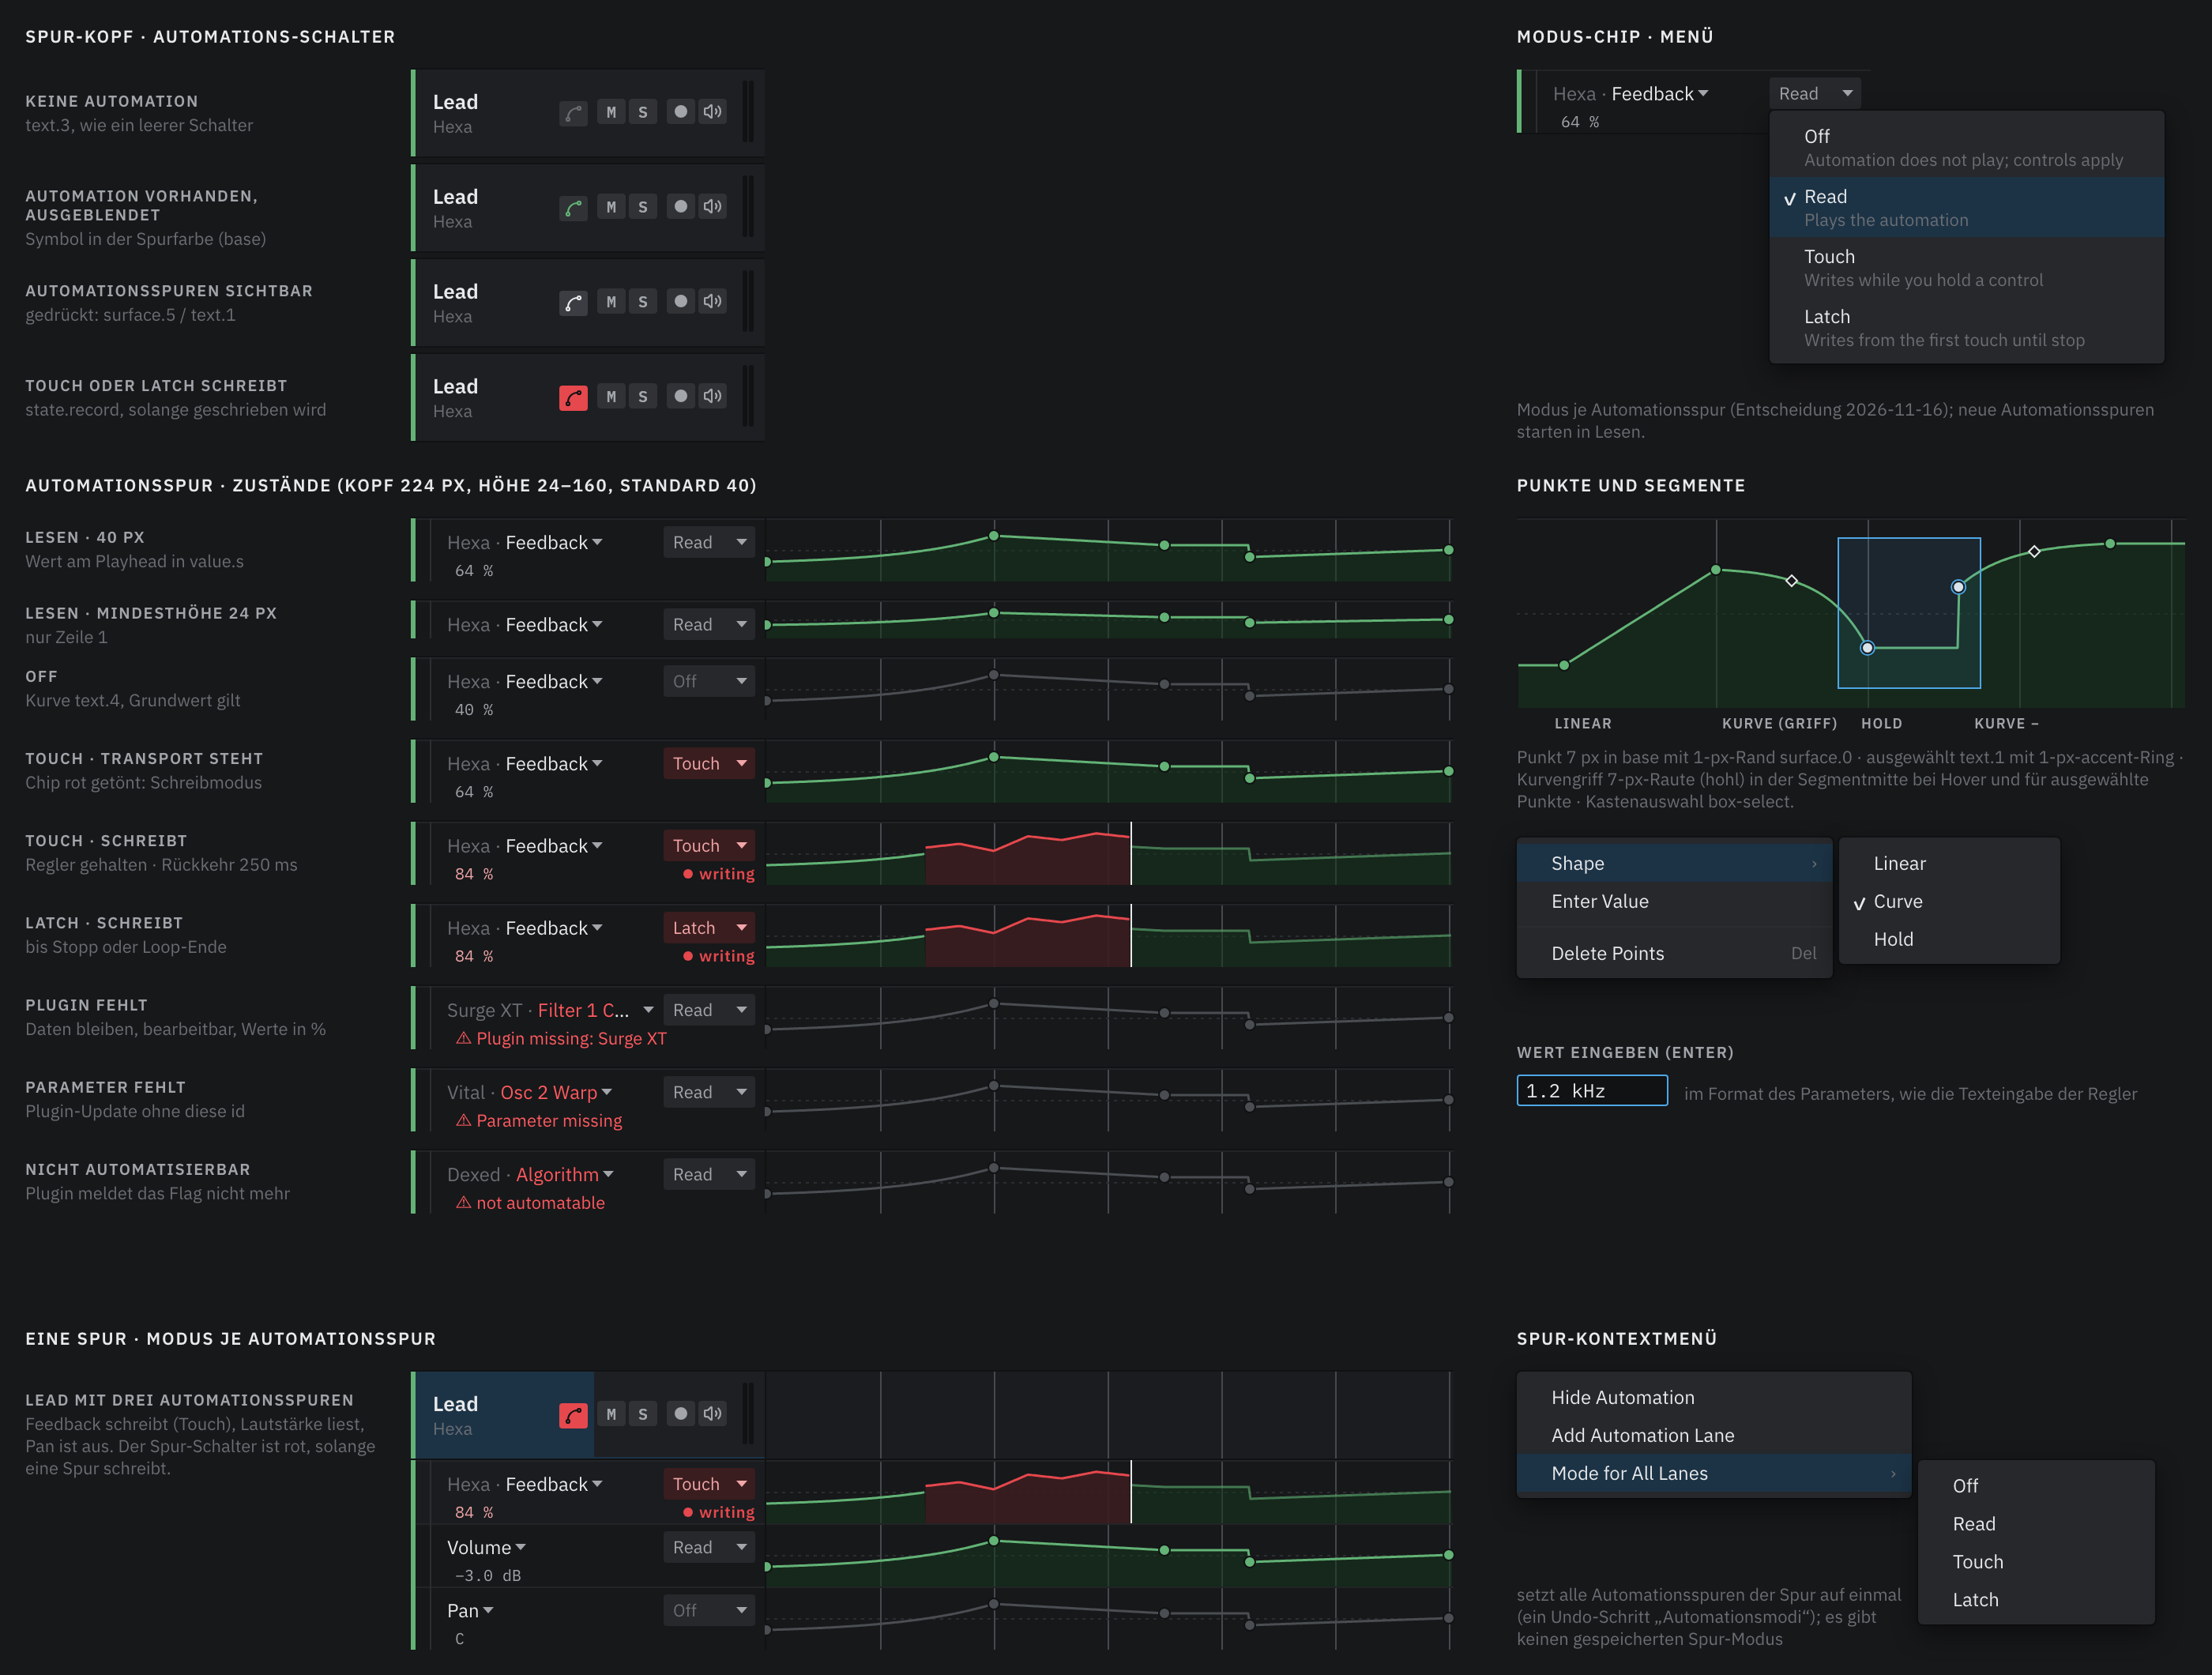 SPUR-KOPF · AUTOMATIONS-SCHALTER
KEINE AUTOMATION
text.3, wie ein leerer Schalter
Lead
Hexa
M S
AUTOMATION VORHANDEN,
AUSGEBLENDET
Symbol in der Spurfarbe (base)
Lead
Hexa
M S
AUTOMATIONSSPUREN SICHTBAR
gedrückt: surface.5 / text.1
Lead
Hexa
M S
TOUCH ODER LATCH SCHREIBT
state.record, solange geschrieben wird
Lead
Hexa
M S
MODUS-CHIP · MENÜ
Hexa · Feedback
Read
64 %
Off
Automation does not play; controls apply
Read
Plays the automation
Touch
Writes while you hold a control
Latch
Writes from the first touch until stop
Modus je Automationsspur (Entscheidung 2026-11-16); neue Automationsspuren
starten in Lesen.
AUTOMATIONSSPUR · ZUSTÄNDE (KOPF 224 PX, HÖHE 24–160, STANDARD 40)
LESEN · 40 PX
Wert am Playhead in value.s
Hexa · Feedback
Read
64 %
LESEN · MINDESTHÖHE 24 PX
nur Zeile 1
Hexa · Feedback
Read
OFF
Kurve text.4, Grundwert gilt
Hexa · Feedback
Off
40 %
TOUCH · TRANSPORT STEHT
Chip rot getönt: Schreibmodus
Hexa · Feedback
Touch
64 %
TOUCH · SCHREIBT
Regler gehalten · Rückkehr 250 ms
Hexa · Feedback
Touch
84 %
writing
LATCH · SCHREIBT
bis Stopp oder Loop-Ende
Hexa · Feedback
Latch
84 %
writing
PLUGIN FEHLT
Daten bleiben, bearbeitbar, Werte in %
Surge XT · Filter 1 C...
Read
⚠ Plugin missing: Surge XT
PARAMETER FEHLT
Plugin-Update ohne diese id
Vital · Osc 2 Warp
Read
⚠ Parameter missing
NICHT AUTOMATISIERBAR
Plugin meldet das Flag nicht mehr
Dexed · Algorithm
Read
⚠ not automatable
PUNKTE UND SEGMENTE
LINEAR
KURVE (GRIFF)
HOLD
KURVE –
Punkt 7 px in base mit 1-px-Rand surface.0 · ausgewählt text.1 mit 1-px-accent-Ring ·
Kurvengriff 7-px-Raute (hohl) in der Segmentmitte bei Hover und für ausgewählte
Punkte · Kastenauswahl box-select.
Shape
Enter Value
Delete Points
Del
Linear
Curve
Hold
WERT EINGEBEN (ENTER)
1.2 kHz
im Format des Parameters, wie die Texteingabe der Regler
EINE SPUR · MODUS JE AUTOMATIONSSPUR
LEAD MIT DREI AUTOMATIONSSPUREN
Feedback schreibt (Touch), Lautstärke liest,
Pan ist aus. Der Spur-Schalter ist rot, solange
eine Spur schreibt.
Lead
Hexa
M S
Hexa · Feedback
Touch
84 %
writing
Volume
Read
−3.0 dB
Pan
Off
C
SPUR-KONTEXTMENÜ
Hide Automation
Add Automation Lane
Mode for All Lanes
Off
Read
Touch
Latch
setzt alle Automationsspuren der Spur auf einmal
(ein Undo-Schritt „Automationsmodi“); es gibt
keinen gespeicherten Spur-Modus